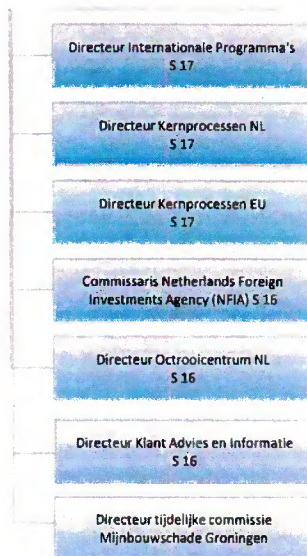 Directeur Internationale Programma's
S 17
Directeur Kernprocessen NL
S 17
Directeur Kernprocessen EU
S 17
Commissaris Netherlands Foreign
Investments Agency (NFIA) S 16
Directeur Octrooicentrum NL
S 16
Directeur Klant Advies en Informatie
S 16
Directeur tijdelijke commissie
Mijnbouwschade Groningen